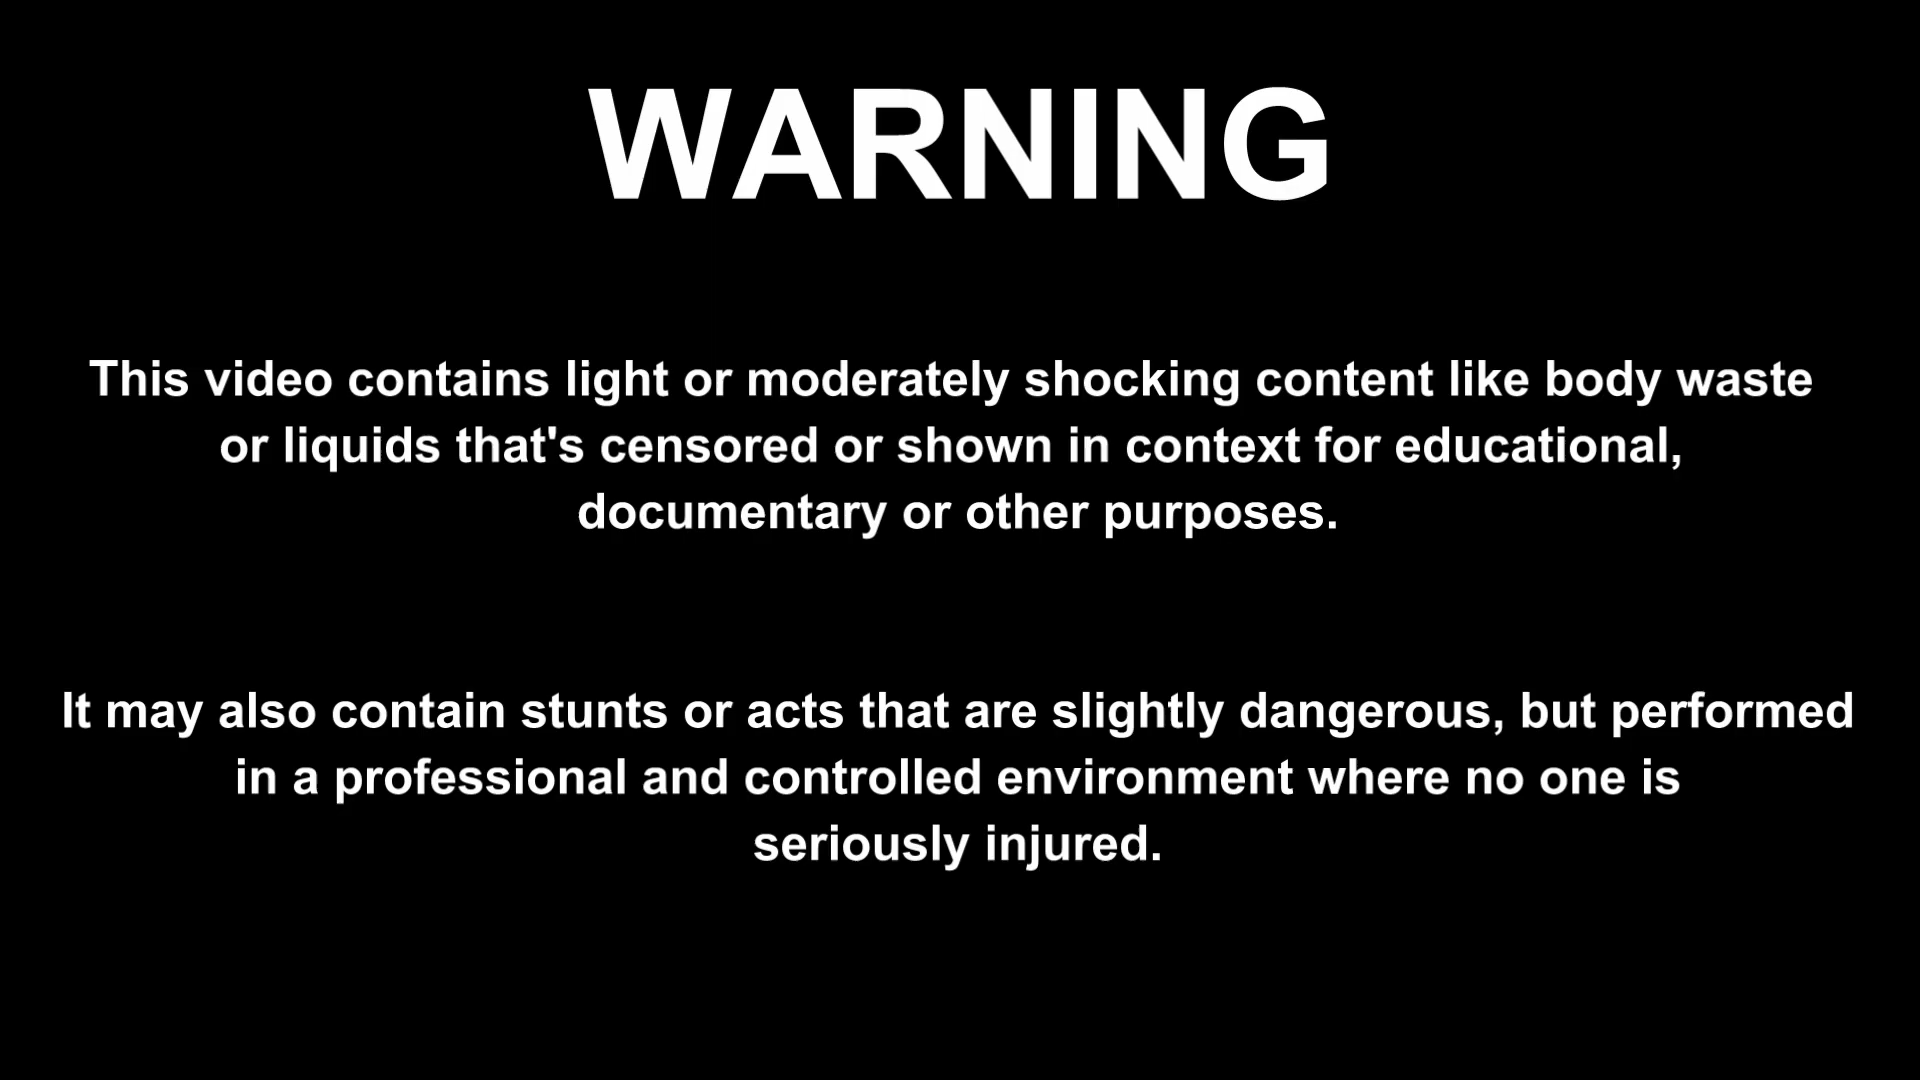 WARNING
This video contains light or moderately shocking content like body waste
or liquids that's censored or shown in context for educational,
documentary or other purposes.
It may also contain stunts or acts that are slightly dangerous, but performed
in a professional and controlled environment where no one is
seriously injured.